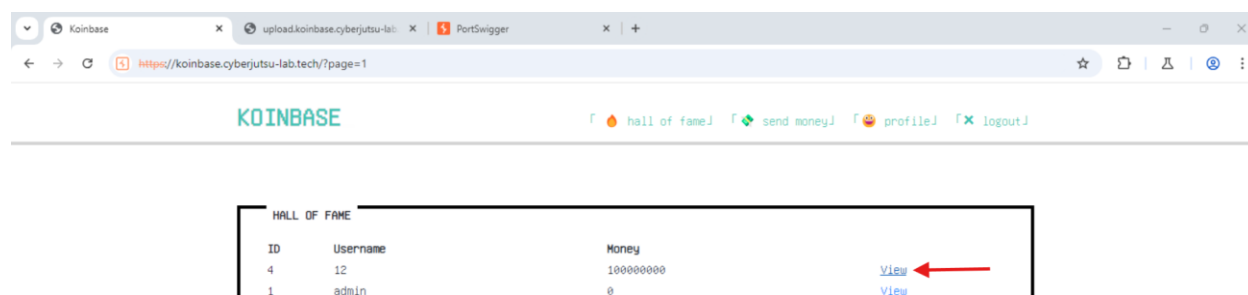 Koinbase
upload.koinbase.cyberjutsu-lab.
PortSwigger
https://koinbase.cyberjutsu-lab.tech/?page=1
KOINBASE
「🔥 hall of fame」 「💸 send money」 「😀 profile」 「✕ logout」
HALL OF FAME
ID Username Money
4 12 100000000 View
1 admin 0 View